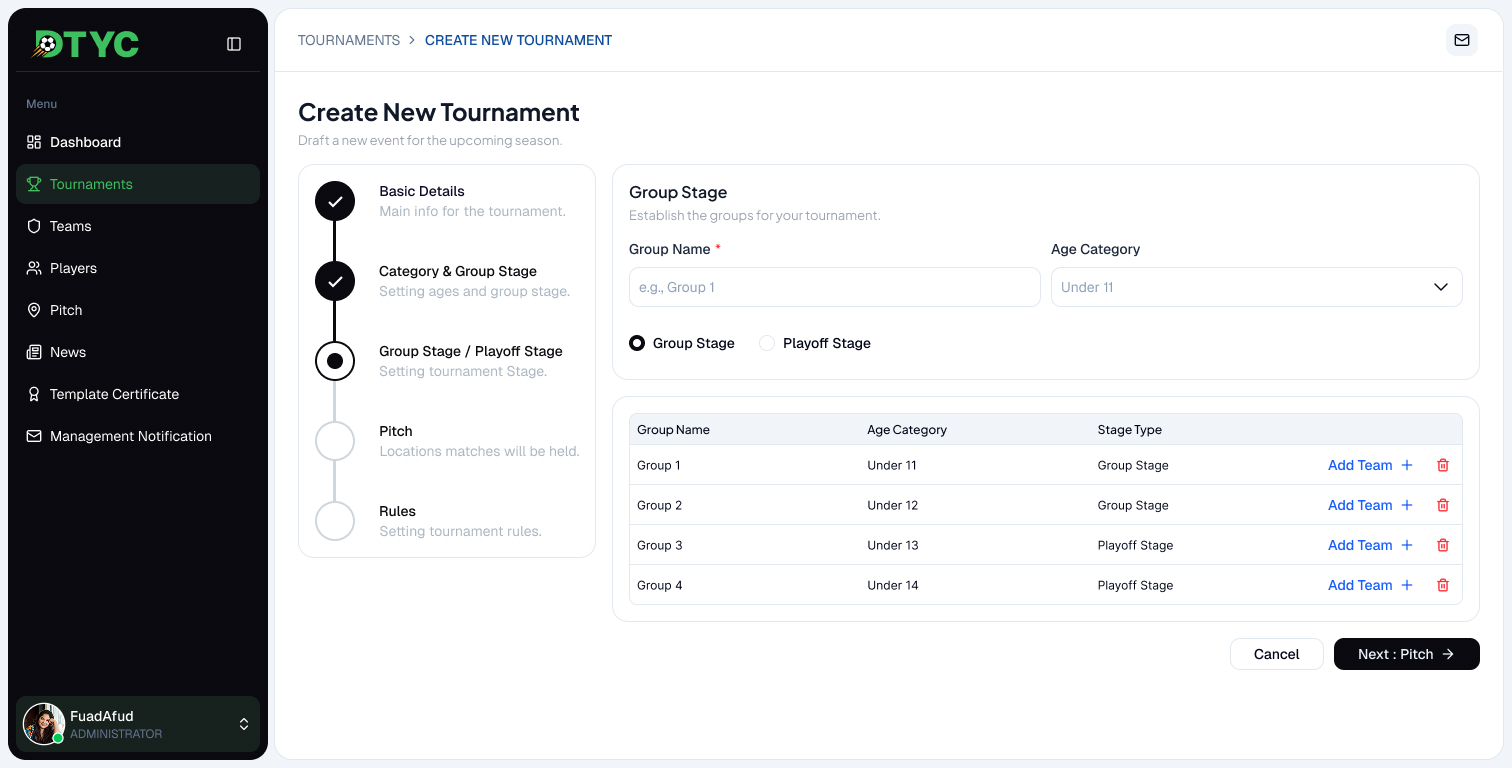 DTYC
TOURNAMENTS > CREATE NEW TOURNAMENT
Menu
Dashboard
Tournaments
Teams
Players
Pitch
News
Template Certificate
Management Notification
FuadAfud
ADMINISTRATOR
Create New Tournament
Draft a new event for the upcoming season.
Basic Details
Main info for the tournament.
Category & Group Stage
Setting ages and group stage.
Group Stage / Playoff Stage
Setting tournament Stage.
Pitch
Locations matches will be held.
Rules
Setting tournament rules.
Group Stage
Establish the groups for your tournament.
Group Name * Age Category
e.g., Group 1 Under 11
Group Stage Playoff Stage
Group Name Age Category Stage Type
Group 1 Under 11 Group Stage Add Team +
Group 2 Under 12 Group Stage Add Team +
Group 3 Under 13 Playoff Stage Add Team +
Group 4 Under 14 Playoff Stage Add Team +
Cancel Next : Pitch →